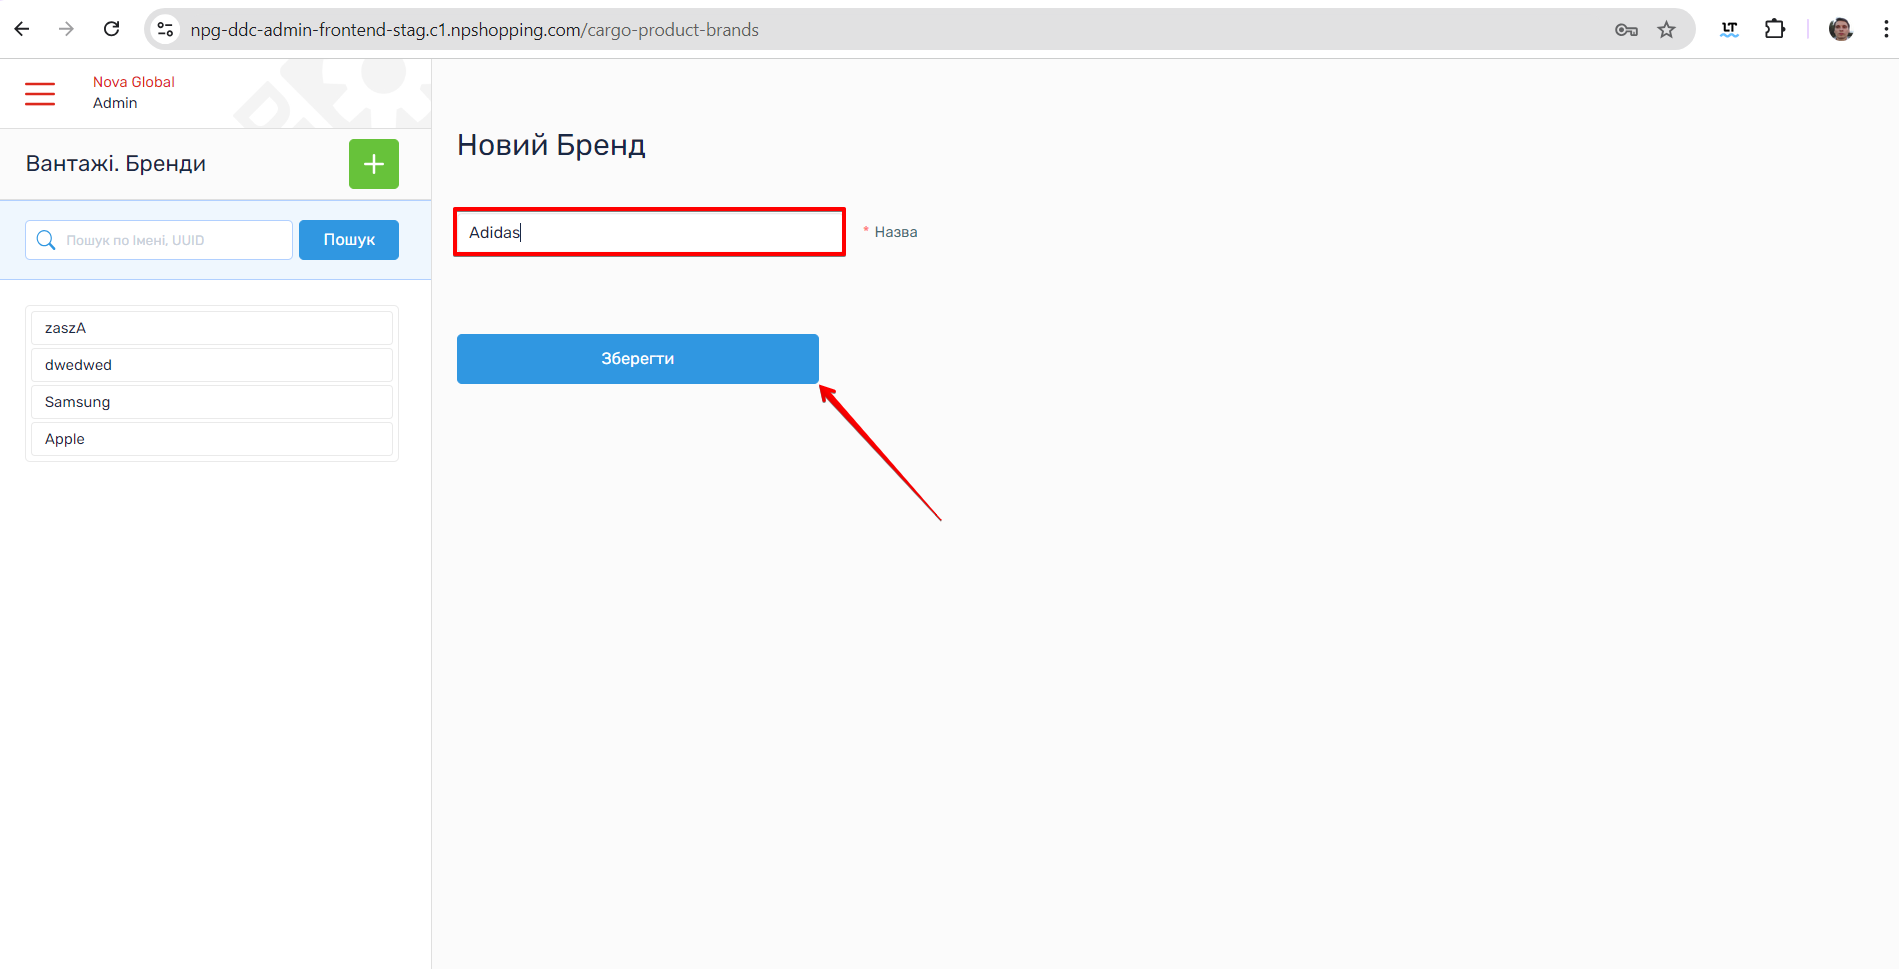 npg-ddc-admin-frontend-stag.c1.npshopping.com/cargo-product-brands
LT
Nova Global
Admin
Вантажі. Бренди
Новий Бренд
Пошук по Імені, UUID
Пошук
Adidas
* Назва
zaszA
dwedwed
Samsung
Apple
Зберегти